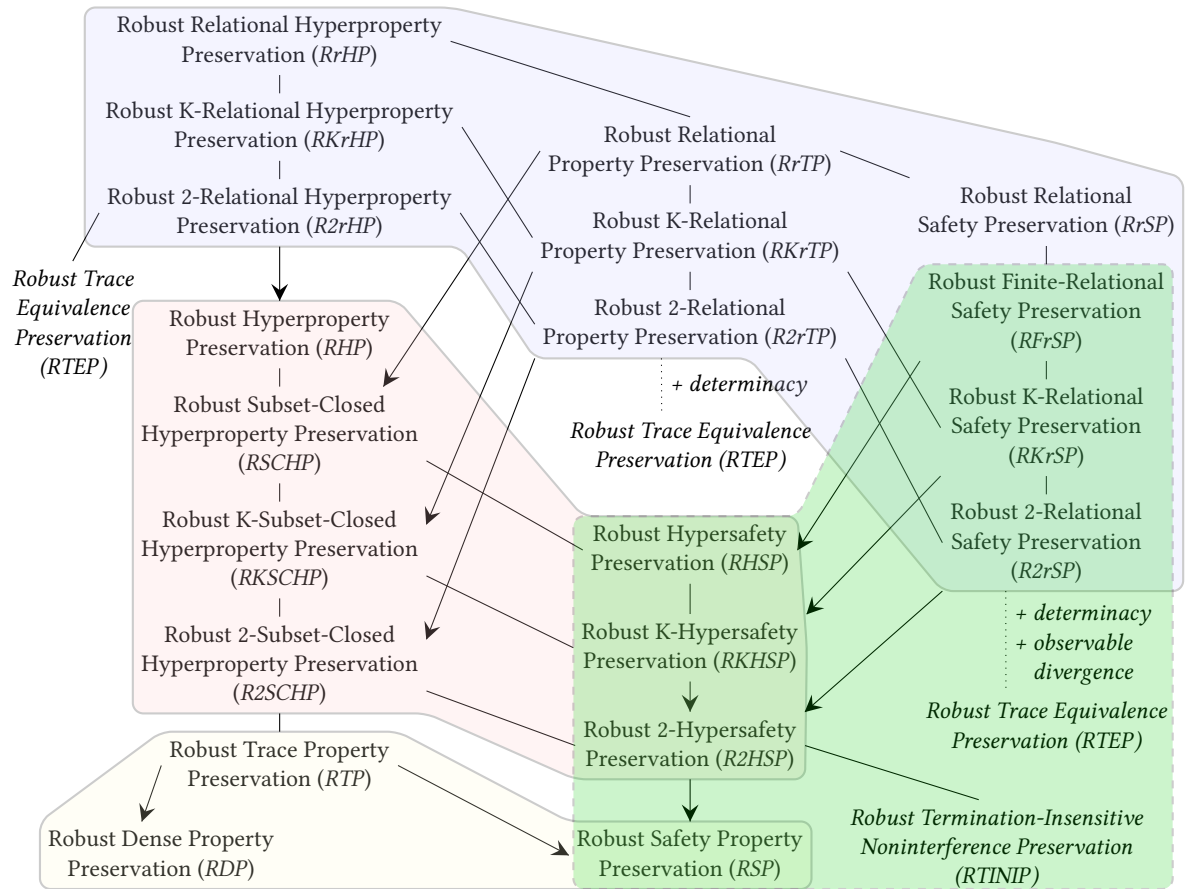 Robust Relational Hyperproperty
Preservation (RrHP)
Robust K-Relational Hyperproperty
Preservation (RKrHP)
Robust 2-Relational Hyperproperty
Preservation (R2rHP)
Robust Trace
Equivalence
Preservation
(RTEP)
Robust Relational
Property Preservation (RrTP)
Robust K-Relational
Property Preservation (RKrTP)
Robust 2-Relational
Property Preservation (R2rTP)
+ determinacy
Robust Trace Equivalence
Preservation (RTEP)
Robust Relational
Safety Preservation (RrSP)
Robust Finite-Relational
Safety Preservation
(RFrSP)
Robust K-Relational
Safety Preservation
(RKrSP)
Robust 2-Relational
Safety Preservation
(R2rSP)
+ determinacy
+ observable
divergence
Robust Trace Equivalence
Preservation (RTEP)
Robust Hyperproperty
Preservation (RHP)
Robust Subset-Closed
Hyperproperty Preservation
(RSCHP)
Robust K-Subset-Closed
Hyperproperty Preservation
(RKSCHP)
Robust 2-Subset-Closed
Hyperproperty Preservation
(R2SCHP)
Robust Hypersafety
Preservation (RHSP)
Robust K-Hypersafety
Preservation (RKHSP)
Robust 2-Hypersafety
Preservation (R2HSP)
Robust Trace Property
Preservation (RTP)
Robust Dense Property
Preservation (RDP)
Robust Safety Property
Preservation (RSP)
Robust Termination-Insensitive
Noninterference Preservation
(RTINIP)